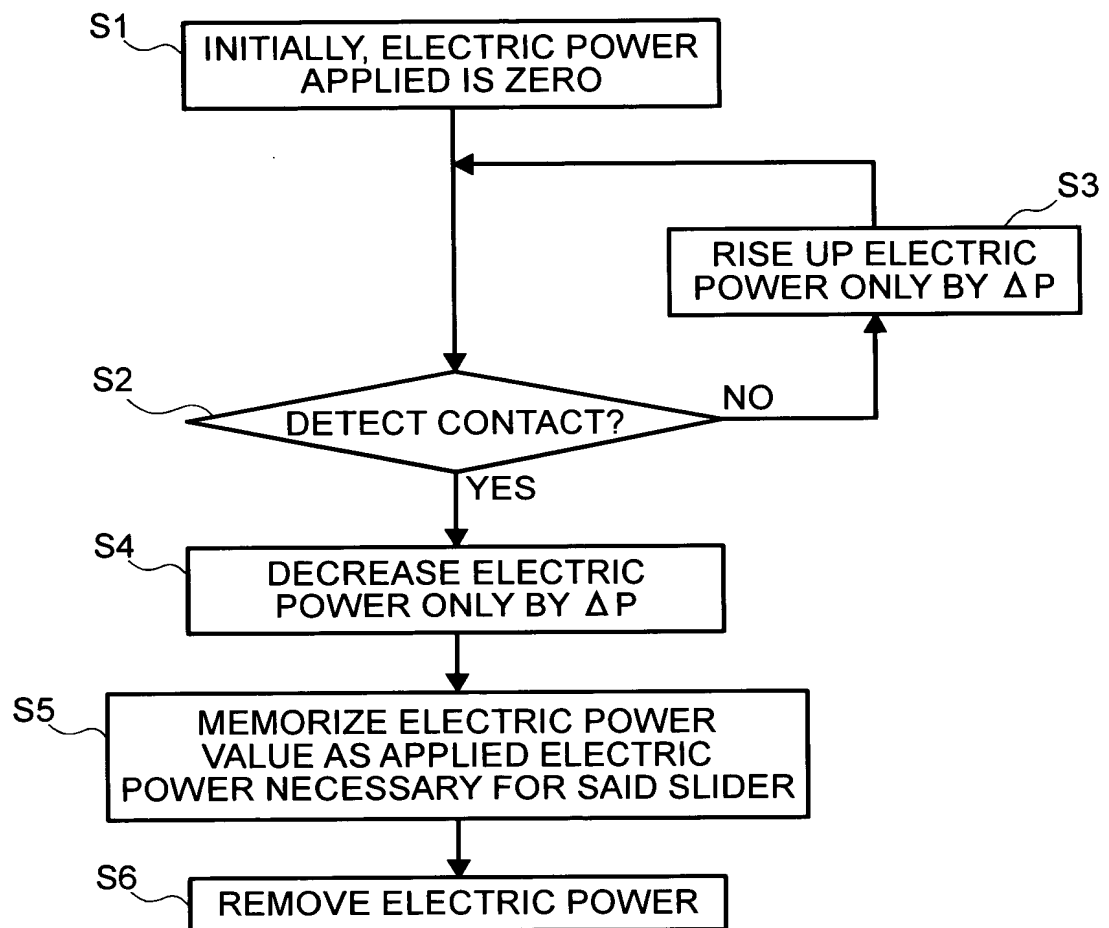 S1
INITIALLY, ELECTRIC POWER
APPLIED IS ZERO
S3
RISE UP ELECTRIC
POWER ONLY BY ΔP
S2
DETECT CONTACT?
NO
YES
S4
DECREASE ELECTRIC
POWER ONLY BY ΔP
S5
MEMORIZE ELECTRIC POWER
VALUE AS APPLIED ELECTRIC
POWER NECESSARY FOR SAID SLIDER
S6
REMOVE ELECTRIC POWER